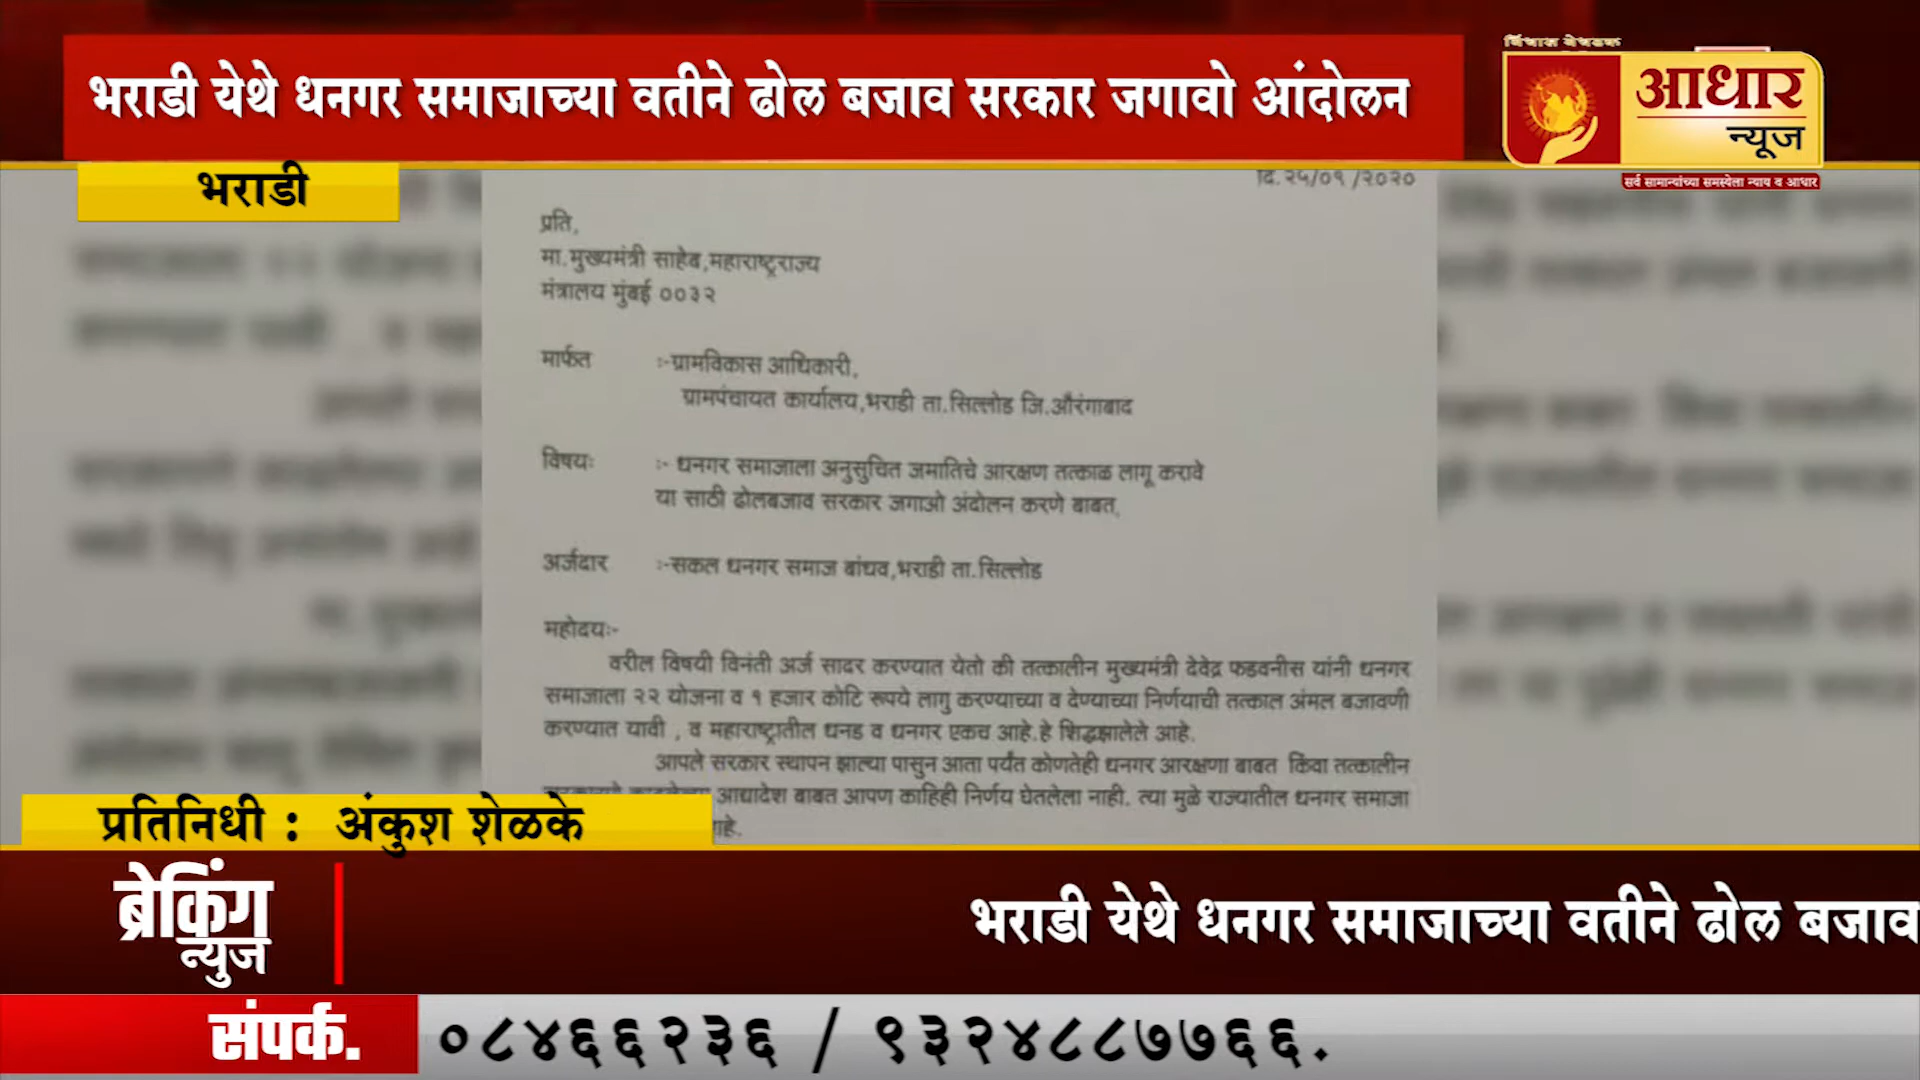 भराडी येथे धनगर समाजाच्या वतीने ढोल बजाव सरकार जगावो आंदोलन
आधार
न्यूज
सर्व सामान्यांच्या समस्येला न्याय व आधार
भराडी
दि.२५/०९/२०२०
प्रति,
मा.मुख्यमंत्री साहेब,महाराष्ट्रराज्य
मंत्रालय मुंबई ००३२
मार्फत :-ग्रामविकास आधिकारी,
ग्रामपंचायत कार्यालय,भराडी ता.सिल्लोड जि.औरंगाबाद
विषयः :- धनगर समाजाला अनुसुचित जमातिचे आरक्षण तत्काळ लागू करावे
या साठी ढोलबजाव सरकार जगाओ अंदोलन करणे बाबत,
अर्जदार :-सकल धनगर समाज बांधव,भराडी ता.सिल्लोड
महोदयः-
वरील विषयी विनंती अर्ज सादर करण्यात येतो की तत्कालीन मुख्यमंत्री देवेद्र फडवनीस यांनी धनगर
समाजाला २२ योजना व १ हजार कोटि रूपये लागु करण्याच्या व देण्याच्या निर्णयाची तत्काल अंमल बजावणी
करण्यात यावी , व महाराष्ट्रातील धनड व धनगर एकच आहे.हे शिद्धझालेले आहे.
आपले सरकार स्थापन झाल्या पासुन आता पर्यंत कोणतेही धनगर आरक्षणा बाबत किंवा तत्कालीन
आद्यादेश बाबत आपण काहिही निर्णय घेतलेला नाही. त्या मुळे राज्यातील धनगर समाजा
प्रतिनिधी : अंकुश शेळके
ब्रेकिंग
न्युज
भराडी येथे धनगर समाजाच्या वतीने ढोल बजाव
संपर्क. ०८४६६२३६ / ९३२४८८७७६६.